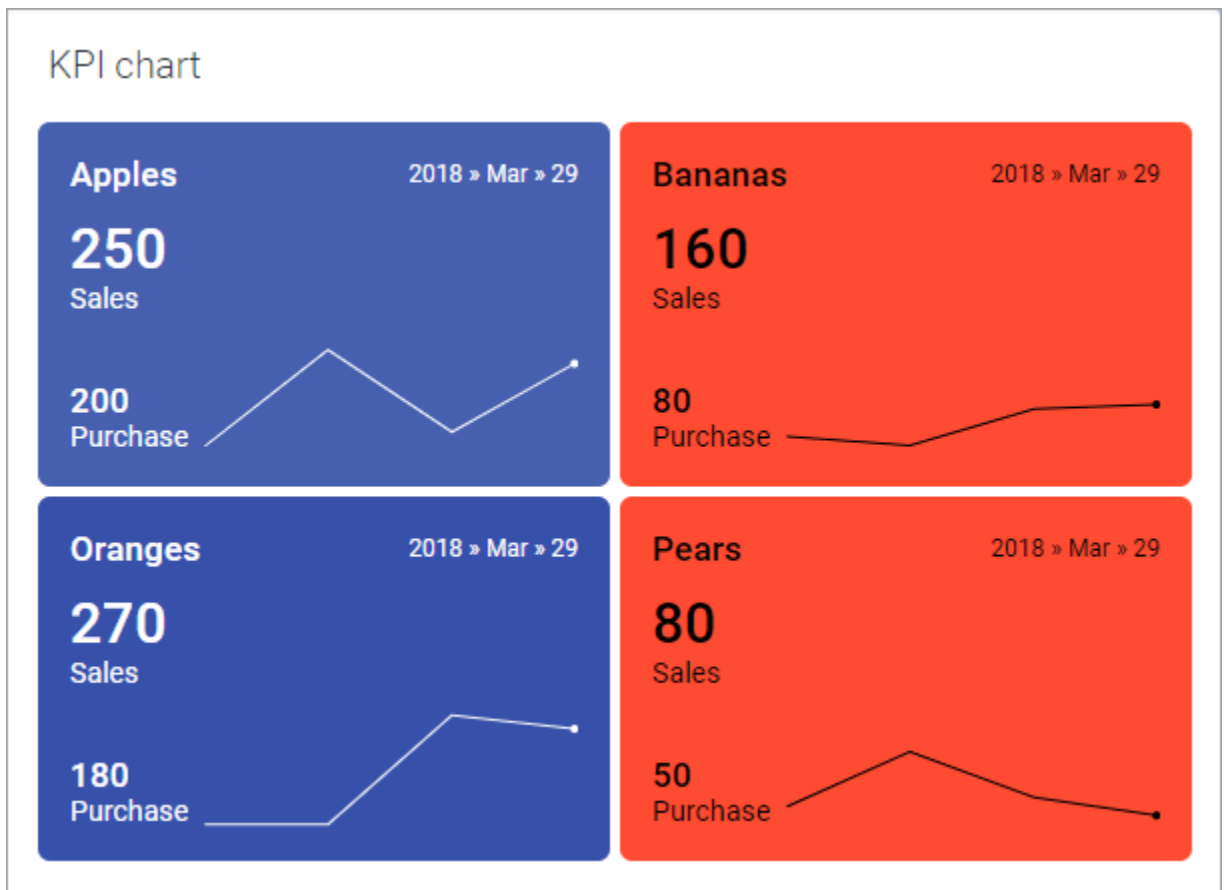 KPI chart
Apples 2018 » Mar » 29
250
Sales
200
Purchase
Bananas 2018 » Mar » 29
160
Sales
80
Purchase
Oranges 2018 » Mar » 29
270
Sales
180
Purchase
Pears 2018 » Mar » 29
80
Sales
50
Purchase